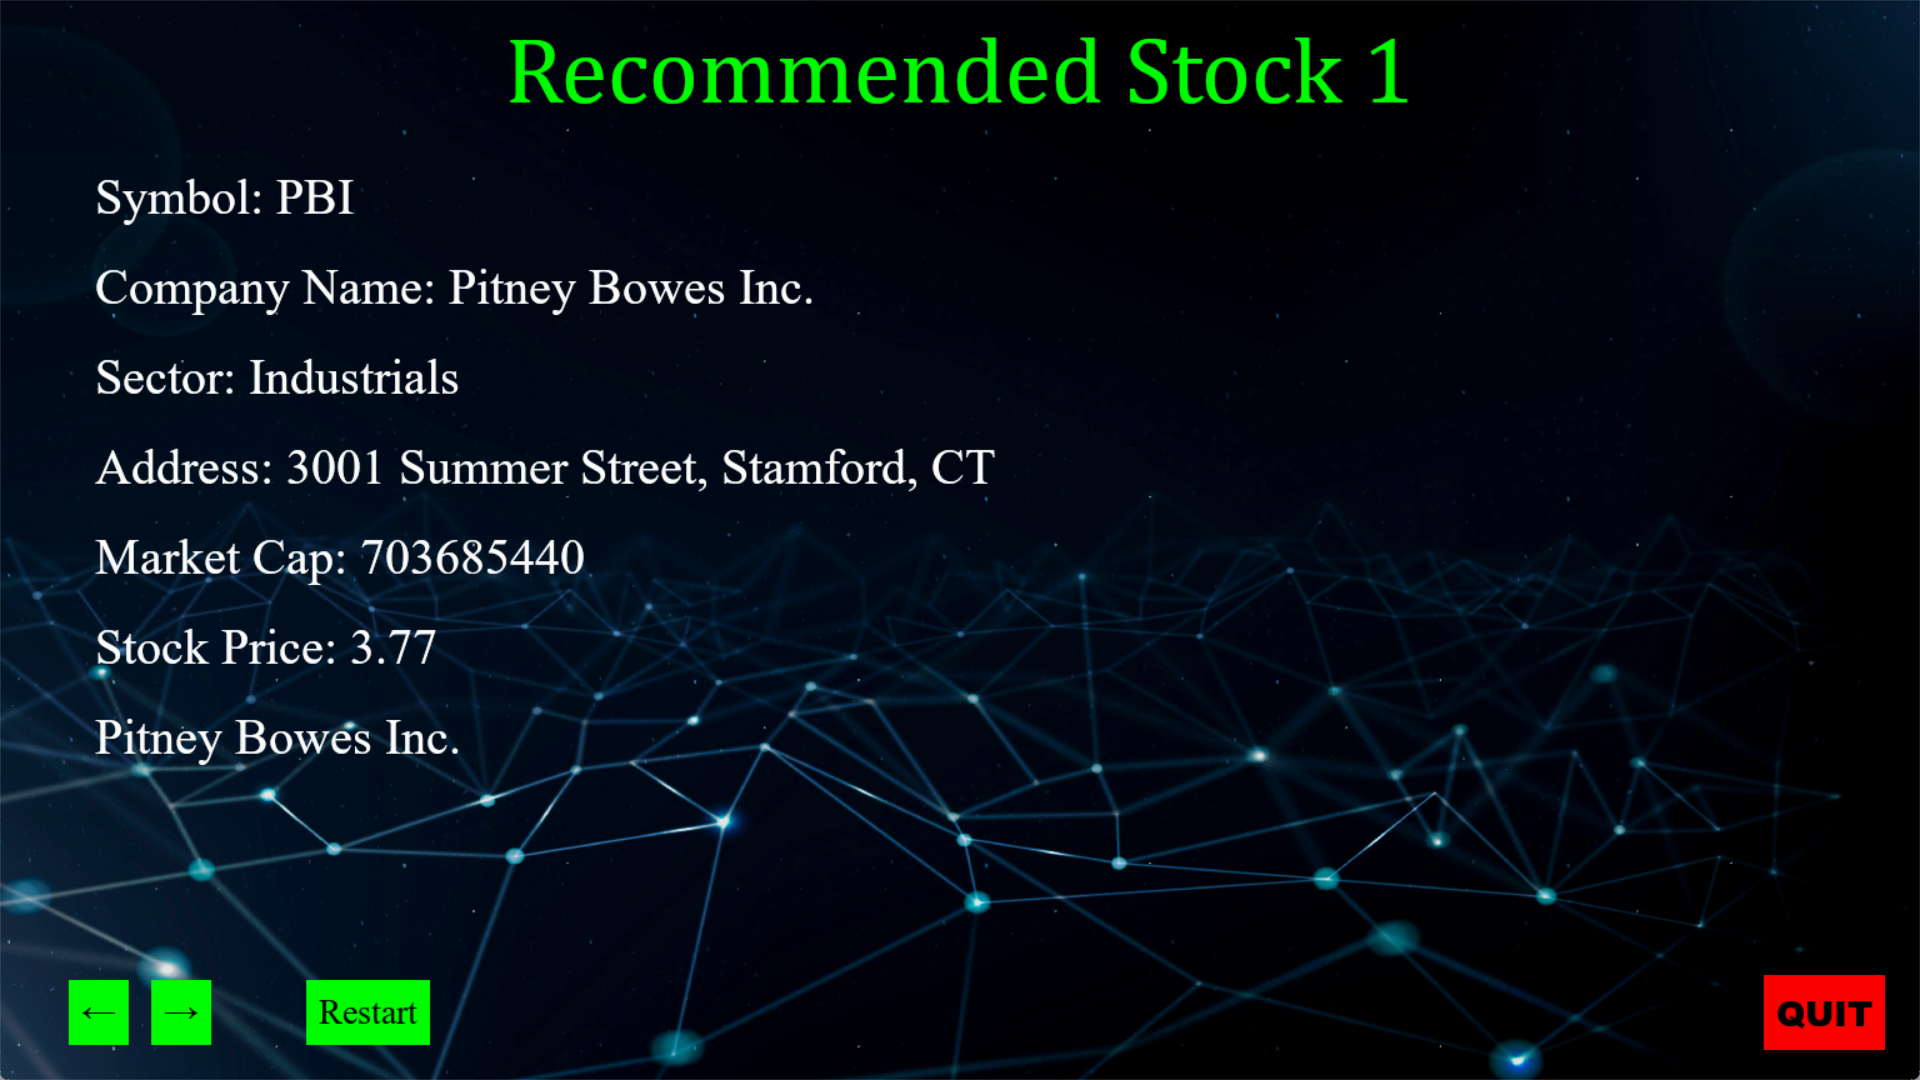 Recommended Stock 1
Symbol: PBI
Company Name: Pitney Bowes Inc.
Sector: Industrials
Address: 3001 Summer Street, Stamford, CT
Market Cap: 703685440
Stock Price: 3.77
Pitney Bowes Inc.
← → Restart QUIT